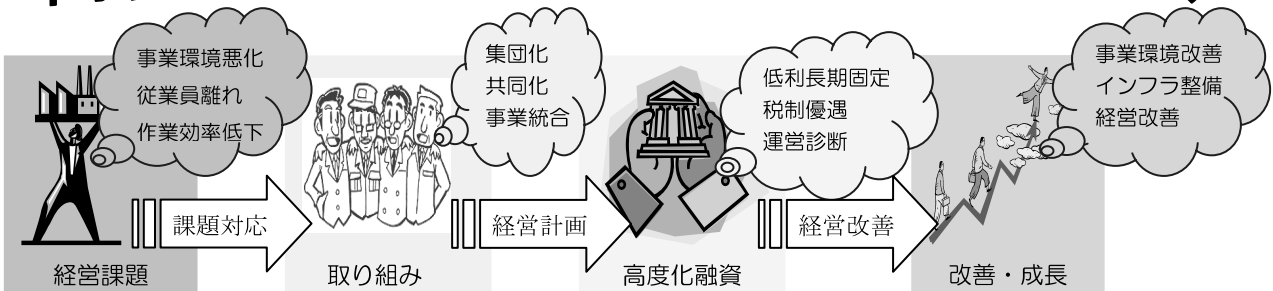 事業環境悪化
従業員離れ
作業効率低下
課題対応
経営課題
集団化
共同化
事業統合
経営計画
取り組み
低利長期固定
税制優遇
運営診断
経営改善
高度化融資
事業環境改善
インフラ整備
経営改善
改善・成長